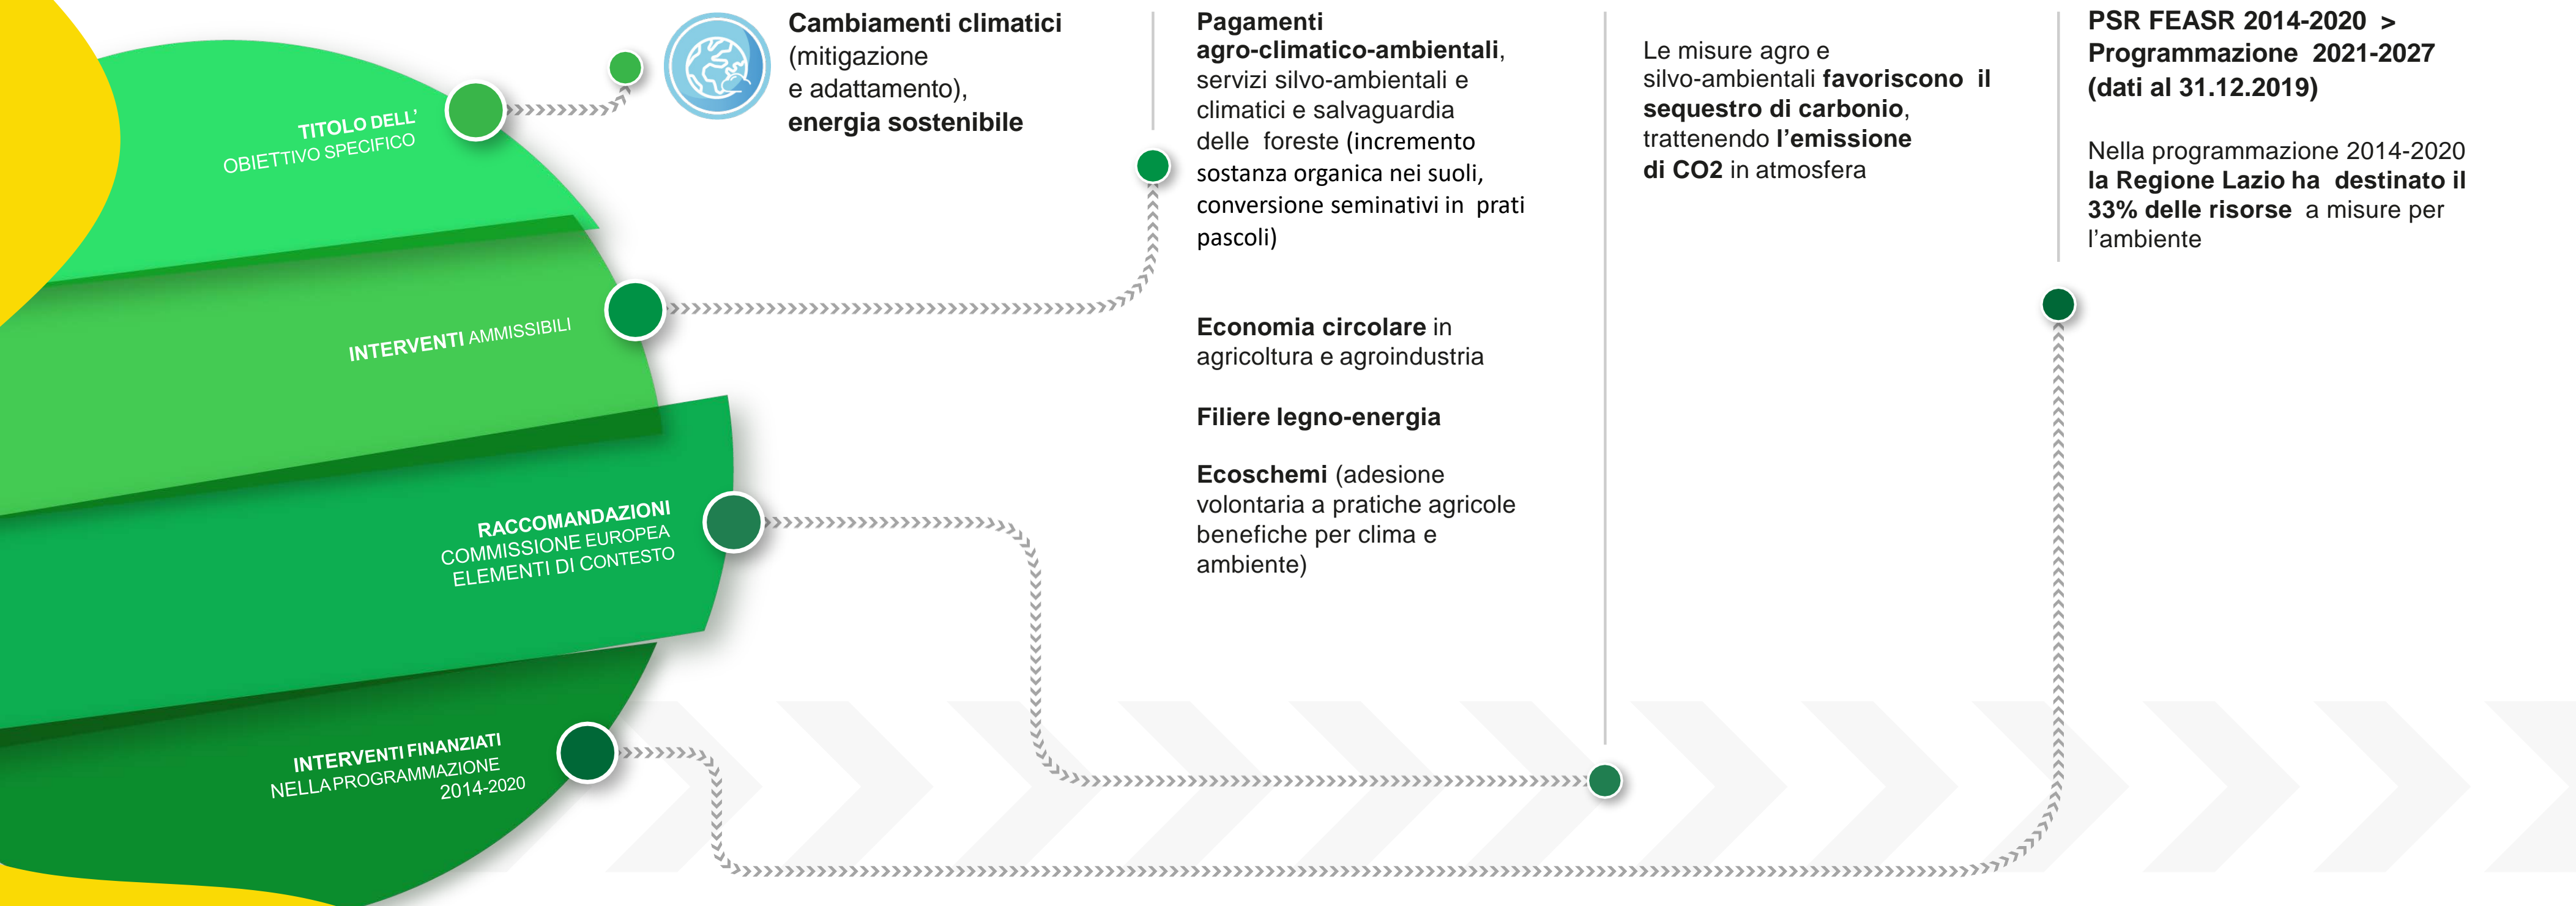 TITOLO DELL'
OBIETTIVO SPECIFICO
INTERVENTI AMMISSIBILI
RACCOMANDAZIONI
COMMISSIONE EUROPEA
ELEMENTI DI CONTESTO
INTERVENTI FINANZIATI
NELLA PROGRAMMAZIONE
2014-2020
Cambiamenti climatici
(mitigazione
e adattamento),
energia sostenibile
Pagamenti
agro-climatico-ambientali,
servizi silvo-ambientali e
climatici e salvaguardia
delle foreste (incremento
sostanza organica nei suoli,
conversione seminativi in prati
pascoli)
Economia circolare in
agricoltura e agroindustria
Filiere legno-energia
Ecoschemi (adesione
volontaria a pratiche agricole
benefiche per clima e
ambiente)
Le misure agro e
silvo-ambientali favoriscono il
sequestro di carbonio,
trattenendo l’emissione
di CO2 in atmosfera
PSR FEASR 2014-2020 >
Programmazione 2021-2027
(dati al 31.12.2019)
Nella programmazione 2014-2020
la Regione Lazio ha destinato il
33% delle risorse a misure per
l’ambiente